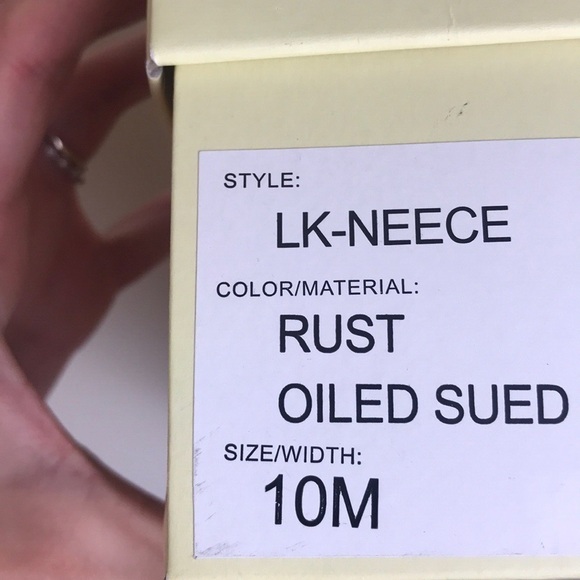 STYLE:
LK-NEECE
COLOR/MATERIAL:
RUST
OILED SUED
SIZE/WIDTH:
10M